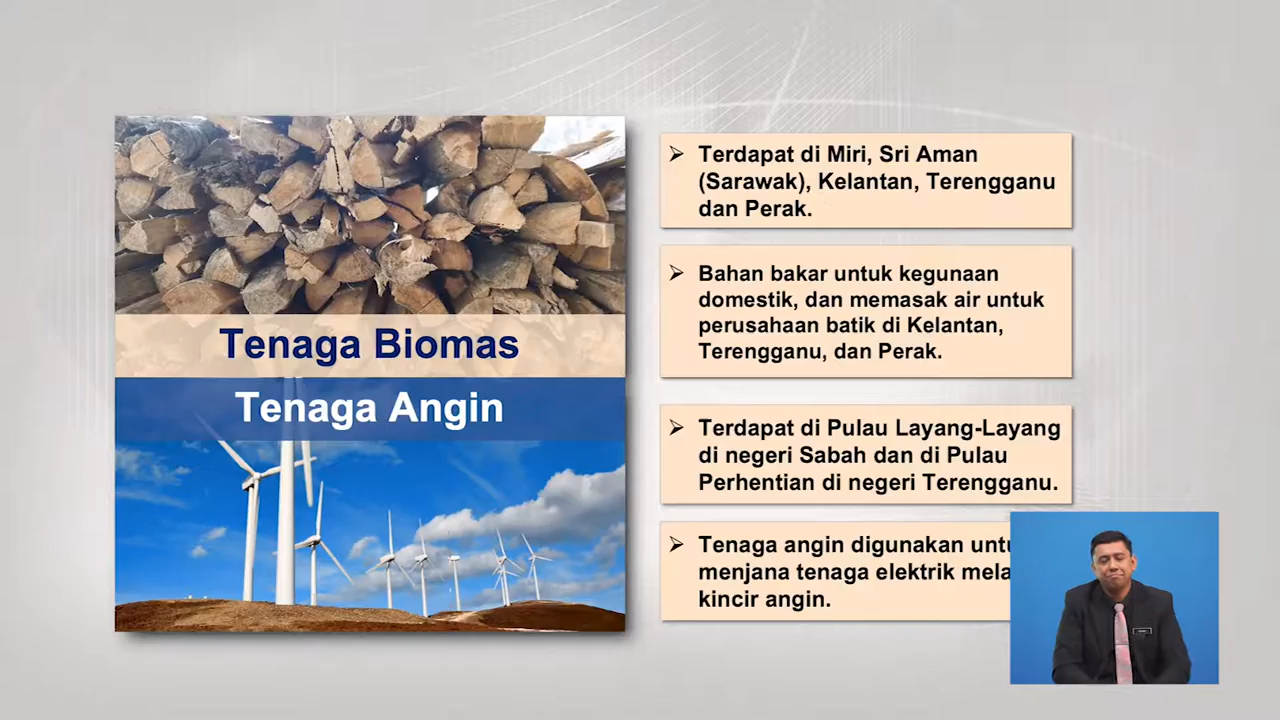 Tenaga Biomas
Tenaga Angin
➢ Terdapat di Miri, Sri Aman
(Sarawak), Kelantan, Terengganu
dan Perak.
➢ Bahan bakar untuk kegunaan
domestik, dan memasak air untuk
perusahaan batik di Kelantan,
Terengganu, dan Perak.
➢ Terdapat di Pulau Layang-Layang
di negeri Sabah dan di Pulau
Perhentian di negeri Terengganu.
➢ Tenaga angin digunakan
menjana tenaga elektrik
kincir angin.